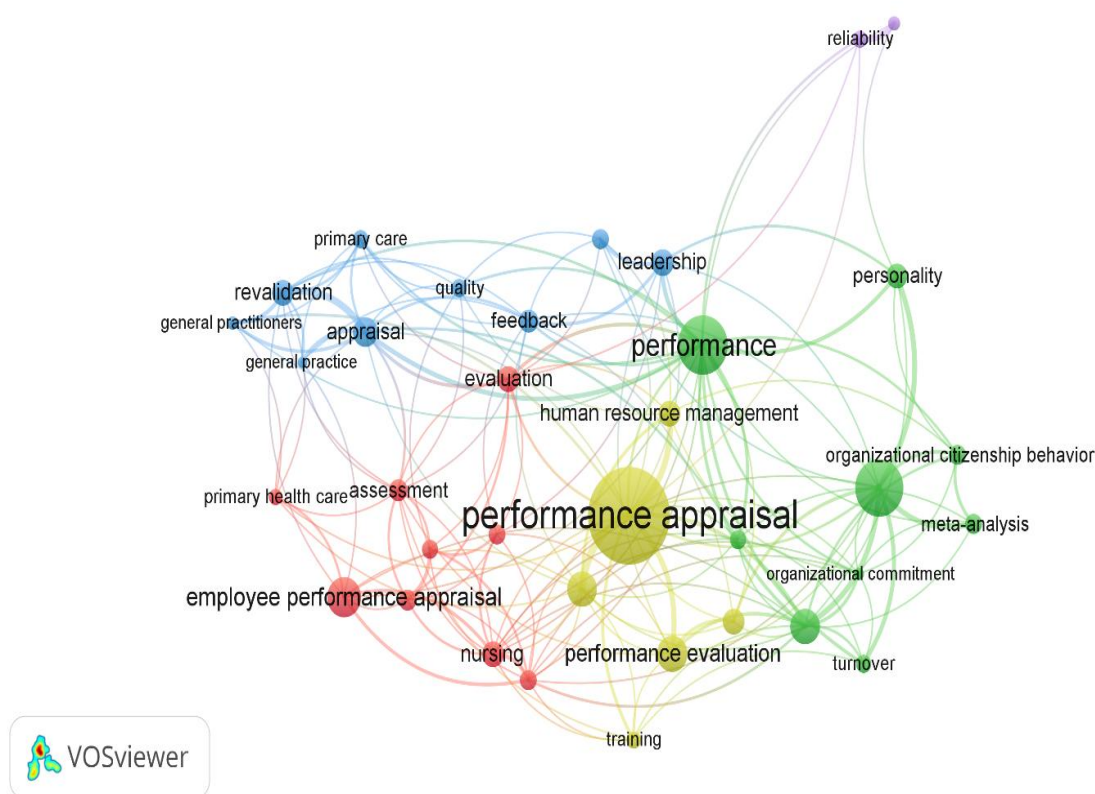 reliability
primary care
leadership
personality
revalidation
quality
general practitioners
appraisal
feedback
performance
general practice
evaluation
human resource management
organizational citizenship behavior
primary health care
assessment
performance appraisal
meta-analysis
organizational commitment
employee performance appraisal
nursing
performance evaluation
turnover
training
VOSviewer